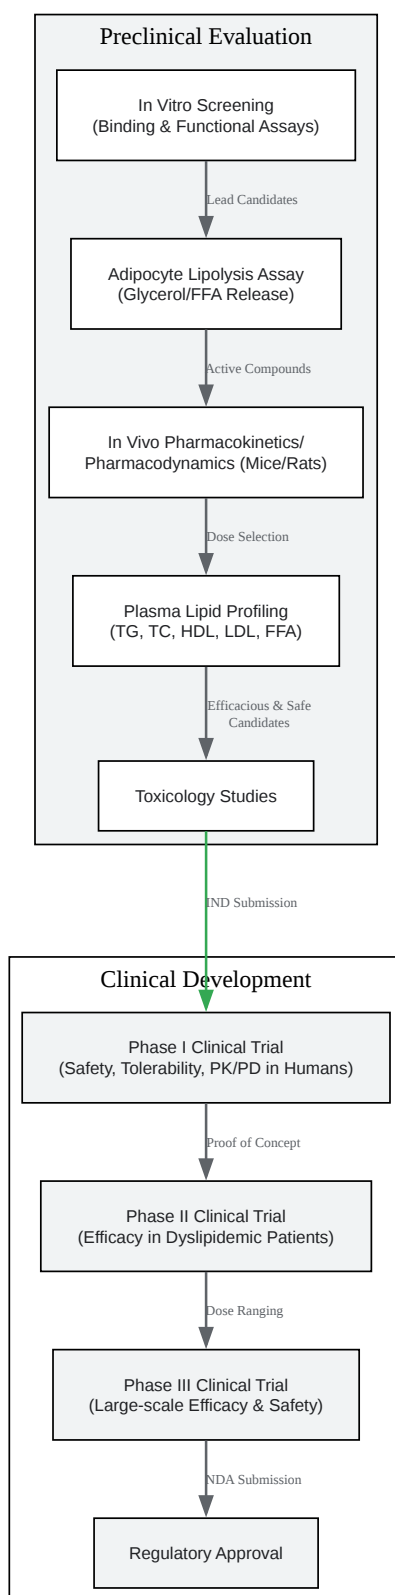 Preclinical Evaluation
In Vitro Screening
(Binding & Functional Assays)
Lead Candidates
Adipocyte Lipolysis Assay
(Glycerol/FFA Release)
Active Compounds
In Vivo Pharmacokinetics/
Pharmacodynamics (Mice/Rats)
Dose Selection
Plasma Lipid Profiling
(TG, TC, HDL, LDL, FFA)
Efficacious & Safe
Candidates
Toxicology Studies
IND Submission
Clinical Development
Phase I Clinical Trial
(Safety, Tolerability, PK/PD in Humans)
Proof of Concept
Phase II Clinical Trial
(Efficacy in Dyslipidemic Patients)
Dose Ranging
Phase III Clinical Trial
(Large-scale Efficacy & Safety)
NDA Submission
Regulatory Approval